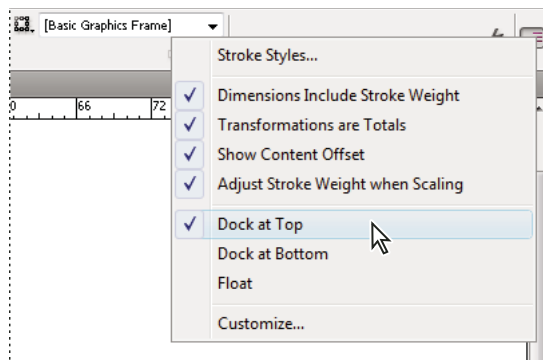 [Basic Graphics Frame]
Stroke Styles...
0 66 72
Dimensions Include Stroke Weight
Transformations are Totals
Show Content Offset
Adjust Stroke Weight when Scaling
Dock at Top
Dock at Bottom
Float
Customize...